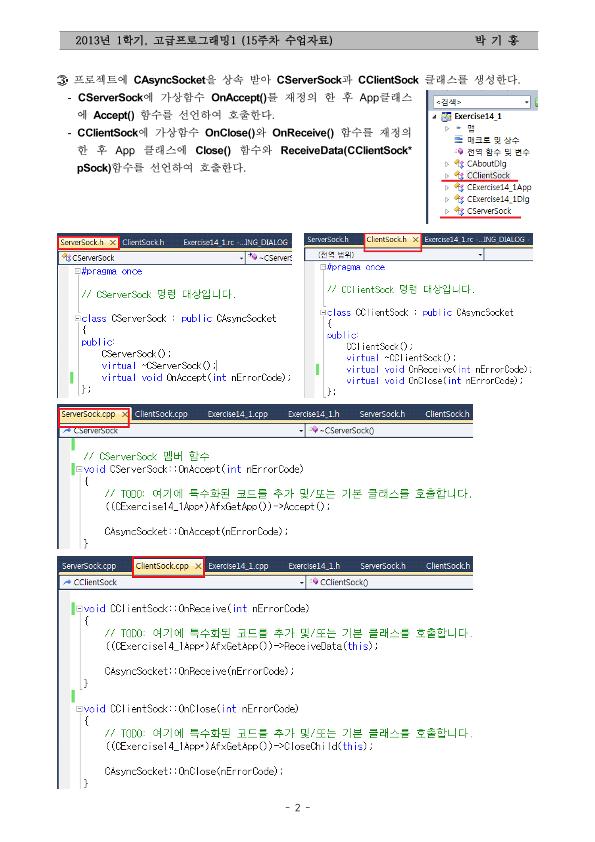 2013년 1학기, 고급프로그래밍1 (15주차 수업자료) 박 기 홍
③ 프로젝트에 CAsyncSocket을 상속 받아 CServerSock과 CClientSock 클래스를 생성한다.
- CServerSock에 가상함수 OnAccept()를 재정의 한 후 App클래스
에 Accept() 함수를 선언하여 호출한다.
- CClientSock에 가상함수 OnClose()와 OnReceive() 함수를 재정의
한 후 App 클래스에 Close() 함수와 ReceiveData(CClientSock*
pSock)함수를 선언하여 호출한다.
<검색>
Exercise14_1
맵
매크로 및 상수
전역 함수 및 변수
CAboutDlg
CClientSock
CExercise14_1App
CExercise14_1Dlg
CServerSock
ServerSock.h ClientSock.h Exercise14_1.rc -...ING_DIALOG
CServerSock ~CServerS
#pragma once
// CServerSock 명령 대상입니다.
class CServerSock : public CAsyncSocket
{
public:
CServerSock();
virtual ~CServerSock();
virtual void OnAccept(int nErrorCode);
};
ServerSock.h ClientSock.h Exercise14_1.rc -...ING_DIALOG -
(전역 범위)
#pragma once
// CClientSock 명령 대상입니다.
class CClientSock : public CAsyncSocket
{
public:
CClientSock();
virtual ~CClientSock();
virtual void OnReceive(int nErrorCode);
virtual void OnClose(int nErrorCode);
};
ServerSock.cpp ClientSock.cpp Exercise14_1.cpp Exercise14_1.h ServerSock.h ClientSock.h
CServerSock ~CServerSock()
// CServerSock 멤버 함수
void CServerSock::OnAccept(int nErrorCode)
{
// TODO: 여기에 특수화된 코드를 추가 및/또는 기본 클래스를 호출합니다.
((CExercise14_1App*)AfxGetApp())->Accept();
CAsyncSocket::OnAccept(nErrorCode);
}
ServerSock.cpp ClientSock.cpp Exercise14_1.cpp Exercise14_1.h ServerSock.h ClientSock.h
CClientSock CClientSock()
void CClientSock::OnReceive(int nErrorCode)
{
// TODO: 여기에 특수화된 코드를 추가 및/또는 기본 클래스를 호출합니다.
((CExercise14_1App*)AfxGetApp())->ReceiveData(this);
CAsyncSocket::OnReceive(nErrorCode);
}
void CClientSock::OnClose(int nErrorCode)
{
// TODO: 여기에 특수화된 코드를 추가 및/또는 기본 클래스를 호출합니다.
((CExercise14_1App*)AfxGetApp())->CloseChild(this);
CAsyncSocket::OnClose(nErrorCode);
}
- 2 -